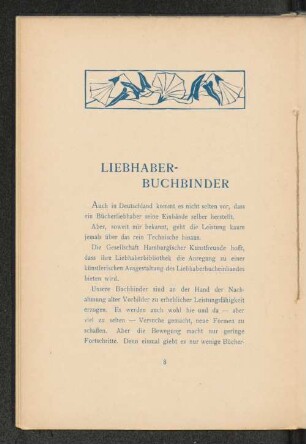 LIEBHABER-
BUCHBINDER
Auch in Deutschland kommt es nicht selten vor, dass
ein Bücherliebhaber seine Einbände selber herstellt.
Aber, soweit mir bekannt, geht die Leistung kaum
jemals über das rein Technische hinaus.
Die Gesellschaft Hamburgischer Kunstfreunde hofft,
dass ihre Liebhaberbibliothek die Anregung zu einer
künstlerischen Ausgestaltung des Liebhaberbucheinbandes
bieten wird.
Unsere Buchbinder sind an der Hand der Nach-
ahmung alter Vorbilder zu erheblicher Leistungsfähigkeit
erzogen. Es werden auch wohl hie und da — aber
viel zu selten — Versuche gemacht, neue Formen zu
schaffen. Aber die Bewegung macht nur geringe
Fortschritte. Denn einmal giebt es nur wenige Bücher-
8